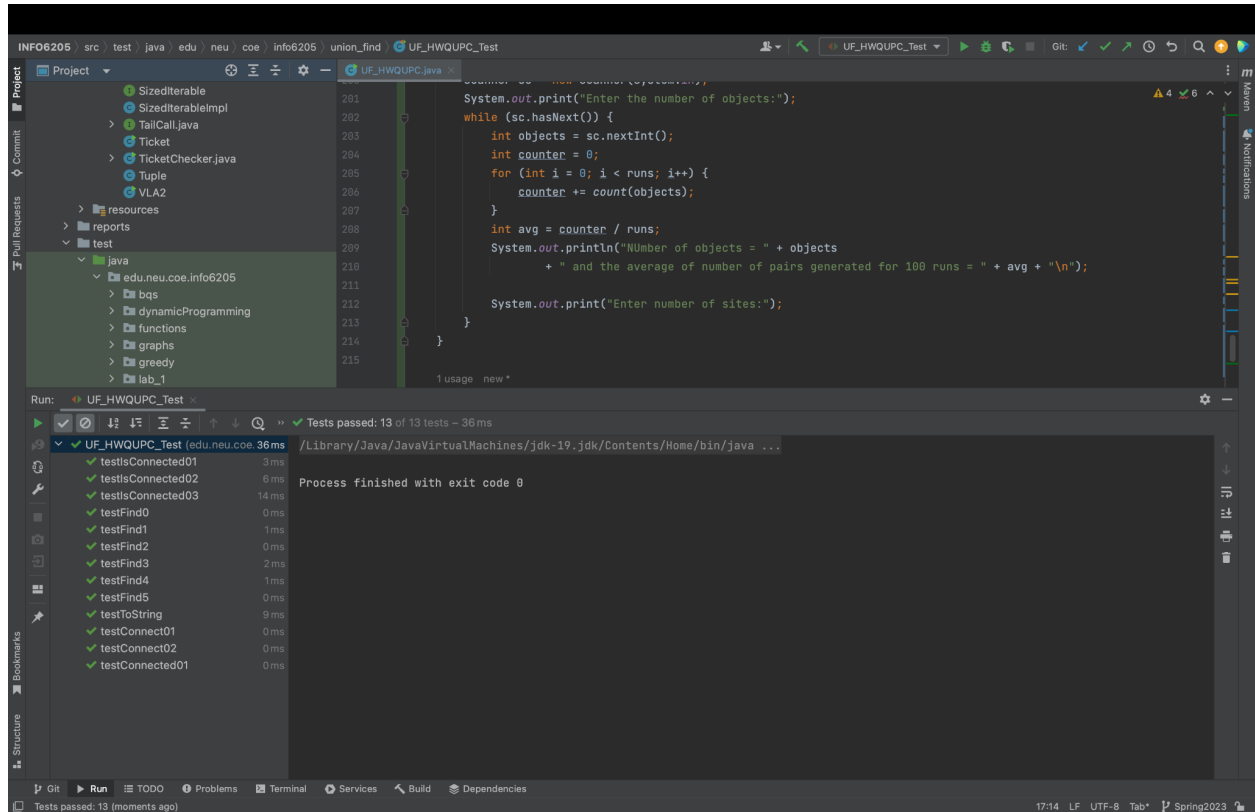 INFO6205 src test java edu neu coe info6205 union_find UF_HWQUPC_Test
UF_HWQUPC_Test
Git:
Project
UF_HWQUPC.java
SizedIterable
SizedIterableImpl
TailCall.java
Ticket
TicketChecker.java
Tuple
VLA2
resources
reports
test
java
edu.neu.coe.info6205
bqs
dynamicProgramming
functions
graphs
greedy
lab_1
4 6
201 System.out.print("Enter the number of objects:");
202 while (sc.hasNext()) {
203 int objects = sc.nextInt();
204 int counter = 0;
205 for (int i = 0; i < runs; i++) {
206 counter += count(objects);
207 }
208 int avg = counter / runs;
209 System.out.println("NUmber of objects = " + objects
210 + " and the average of number of pairs generated for 100 runs = " + avg + "\n");
211
212 System.out.print("Enter number of sites:");
213 }
214 }
215
1 usage new *
Project
Commit
Pull Requests
Bookmarks
Structure
m
Maven
Notifications
Run: UF_HWQUPC_Test
Tests passed: 13 of 13 tests – 36 ms
UF_HWQUPC_Test (edu.neu.coe. 36 ms
testIsConnected01 3 ms
testIsConnected02 6 ms
testIsConnected03 14 ms
testFind0 0 ms
testFind1 1 ms
testFind2 0 ms
testFind3 2 ms
testFind4 1 ms
testFind5 0 ms
testToString 9 ms
testConnect01 0 ms
testConnect02 0 ms
testConnected01 0 ms
/Library/Java/JavaVirtualMachines/jdk-19.jdk/Contents/Home/bin/java ...
Process finished with exit code 0
Git Run TODO Problems Terminal Services Build Dependencies
Tests passed: 13 (moments ago)
17:14 LF UTF-8 Tab* Spring2023